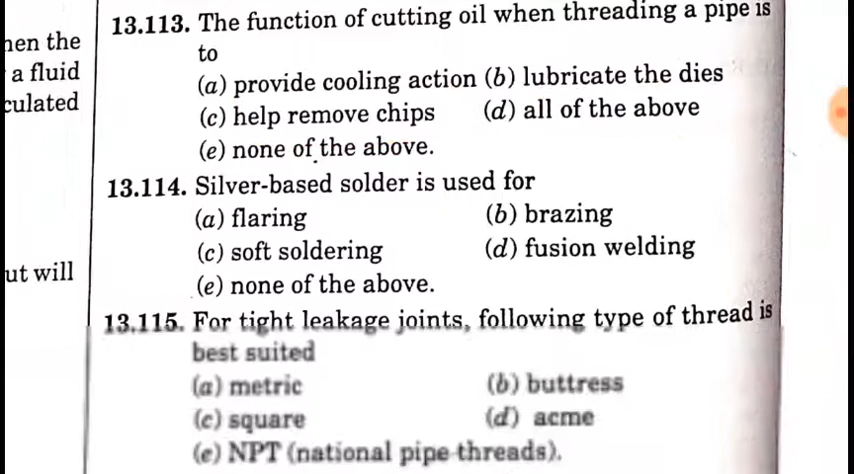 hen the
a fluid
culated
ut will
13.113. The function of cutting oil when threading a pipe is
to
(a) provide cooling action (b) lubricate the dies
(c) help remove chips (d) all of the above
(e) none of the above.
13.114. Silver-based solder is used for
(a) flaring (b) brazing
(c) soft soldering (d) fusion welding
(e) none of the above.
13.115. For tight leakage joints, following type of thread is
best suited
(a) metric (b) buttress
(c) square (d) acme
(e) NPT (national pipe threads).